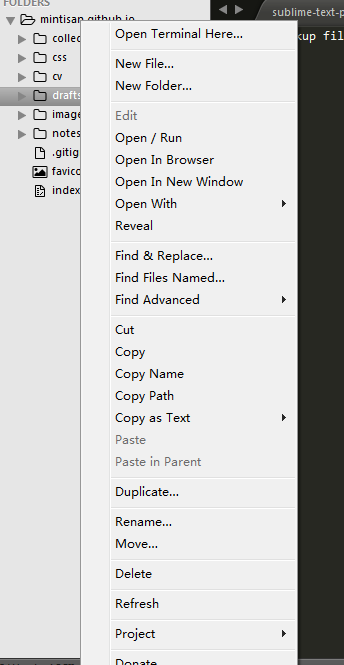 FOLDERS
mintisan.github.io
collec
css
cv
drafts
image
notes
.gitig
favico
index
sublime-text-p
kup fil
Open Terminal Here...
New File...
New Folder...
Edit
Open / Run
Open In Browser
Open In New Window
Open With
Reveal
Find & Replace...
Find Files Named...
Find Advanced
Cut
Copy
Copy Name
Copy Path
Copy as Text
Paste
Paste in Parent
Duplicate...
Rename...
Move...
Delete
Refresh
Project
Donate